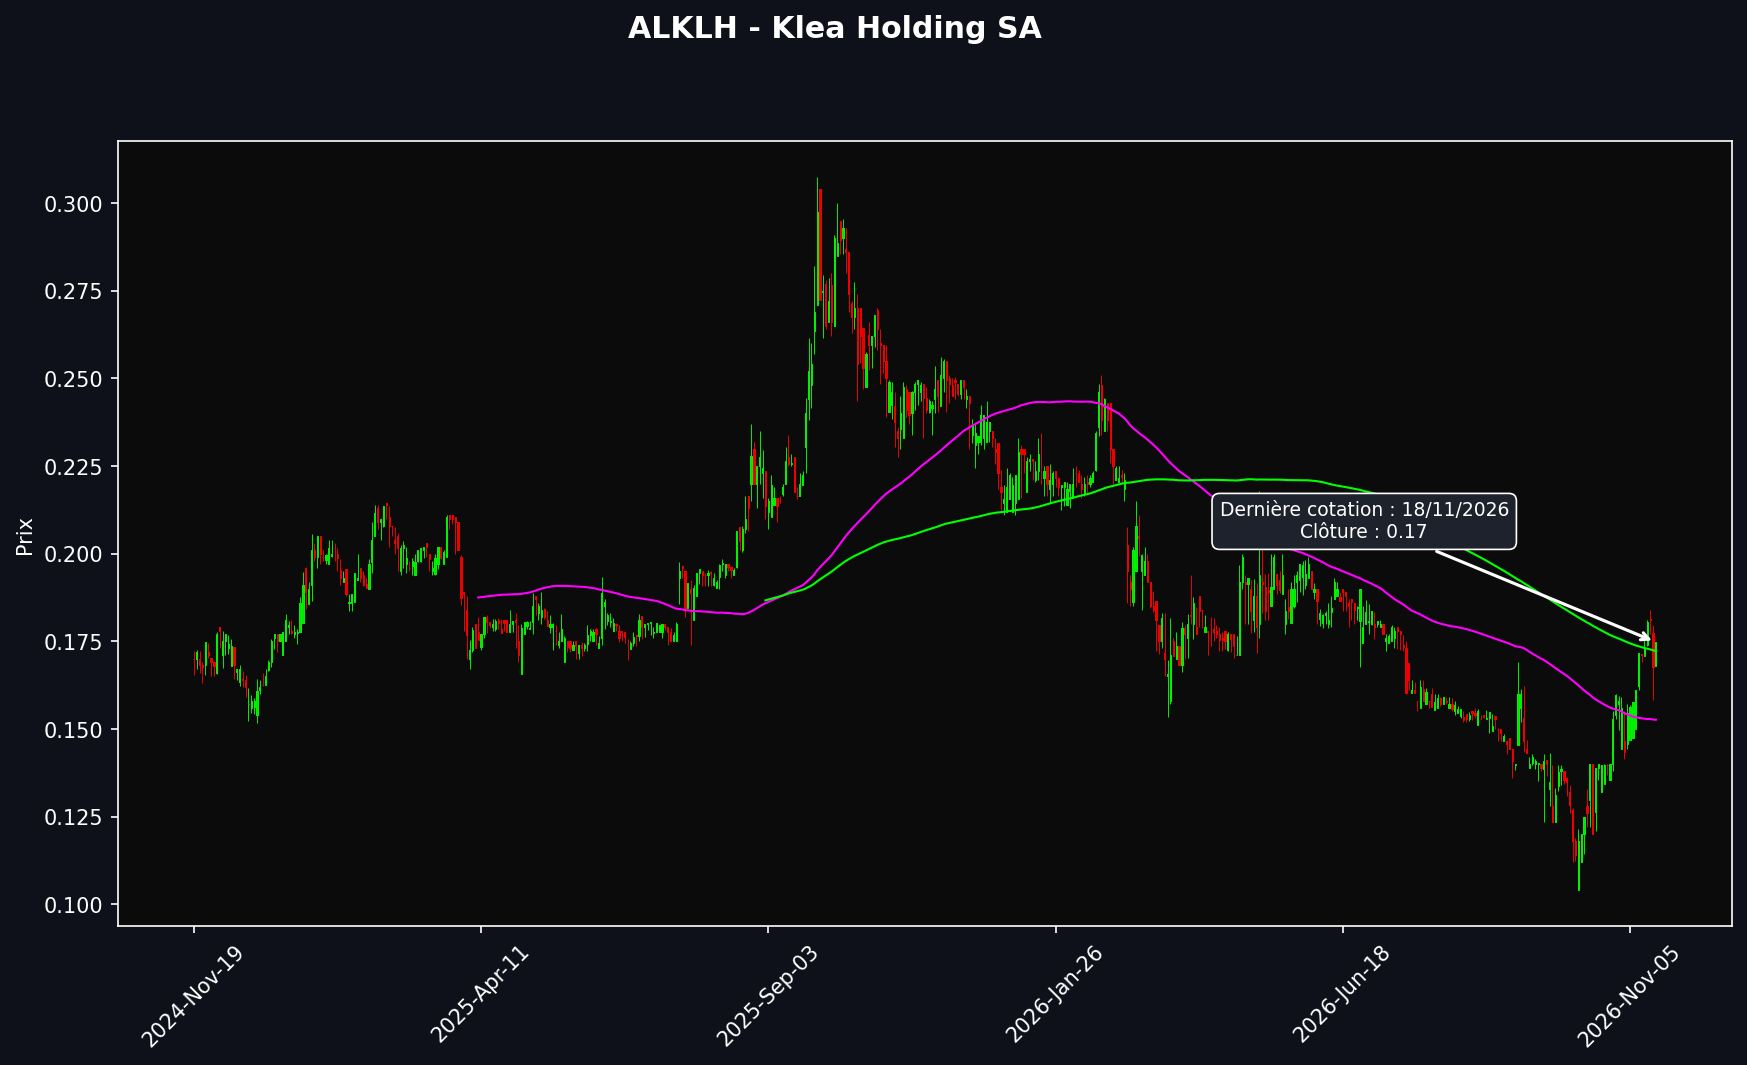 ALKLH - Klea Holding SA
Prix
0.300
0.275
0.250
0.225
0.200
0.175
0.150
0.125
0.100
Dernière cotation : 18/11/2026
Clôture : 0.17
2024-Nov-19
2025-Apr-11
2025-Sep-03
2026-Jan-26
2026-Jun-18
2026-Nov-05